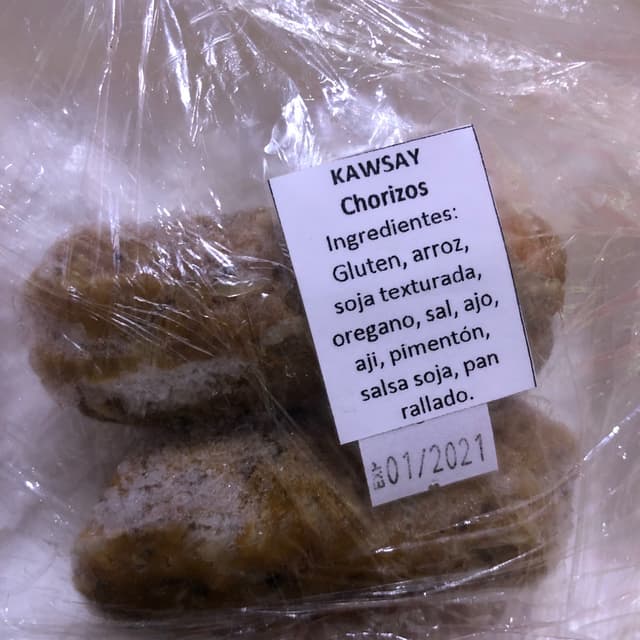 KAWSAY
Chorizos
Ingredientes:
Gluten, arroz,
soja texturada,
oregano, sal, ajo,
aji, pimentón,
salsa soja, pan
rallado.
01/2021